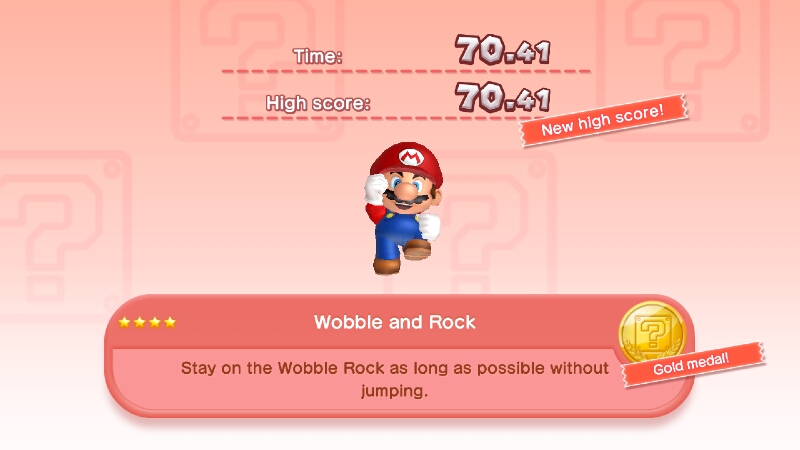 Time: 70.41
High score: 70.41
New high score!
M
Wobble and Rock
Stay on the Wobble Rock as long as possible without
jumping.
Gold medal!